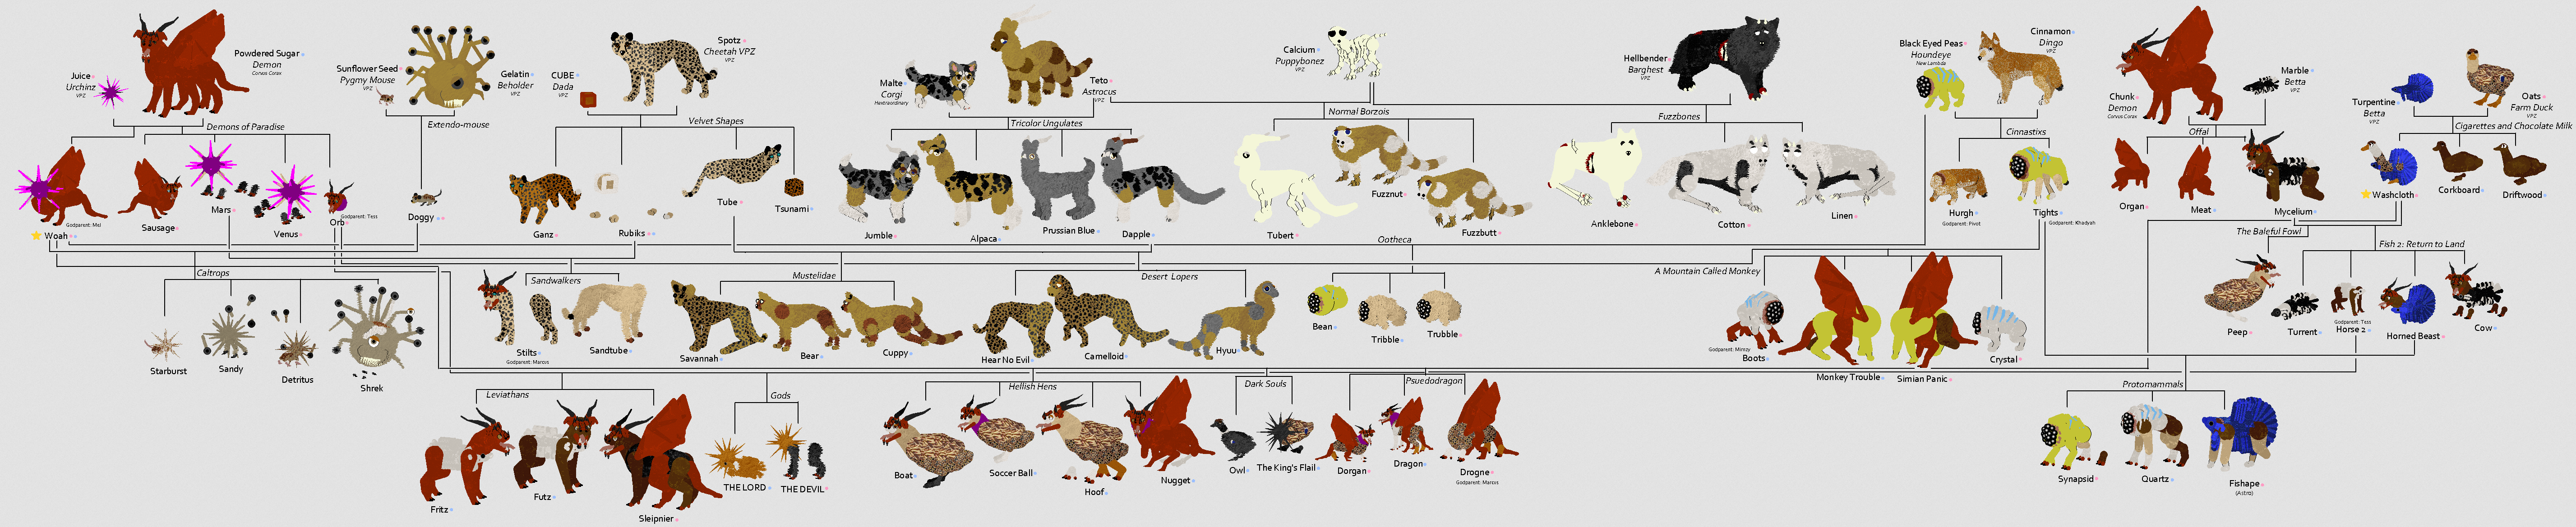 Powdered Sugar
Demon
Corvus Corax
Juice
Urchinz
VPZ
Demons of Paradise
Sunflower Seed
Pygmy Mouse
VPZ
Gelatin
Beholder
VPZ
Extendo-mouse
CUBE
Dada
VPZ
Spotz
Cheetah VPZ
VPZ
Velvet Shapes
Malte
Corgi
Hextraordinary
Teto
Astrocus
VPZ
Tricolor Ungulates
Calcium
Puppybonez
VPZ
Normal Borzois
Hellbender
Barghest
VPZ
Fuzzbones
Black Eyed Peas
Houndeye
New Lambda
Cinnamon
Dingo
VPZ
Cinnastixs
Chunk
Demon
Corvus Corax
Marble
Betta
VPZ
Offal
Turpentine
Betta
VPZ
Oats
Farm Duck
VPZ
Cigarettes and Chocolate Milk
Woah
Godparent: Mel
Sausage
Mars
Venus
Orb
Godparent: Tess
Doggy
Ganz
Rubiks
Tube
Tsunami
Jumble
Alpaca
Prussian Blue
Dapple
Tubert
Fuzznut
Fuzzbutt
Anklebone
Cotton
Linen
Hurgh
Godparent: Pivot
Tights
Godparent: Khadyah
Organ
Meat
Mycelium
Washcloth
Corkboard
Driftwood
Caltrops
Sandwalkers
Mustelidae
Desert Lopers
Ootheca
A Mountain Called Monkey
The Baleful Fowl
Fish 2: Return to Land
Starburst
Sandy
Detritus
Shrek
Stilts
Godparent: Marcus
Sandtube
Savannah
Bear
Cuppy
Hear No Evil
Camelloid
Hyuu
Bean
Tribble
Trubble
Boots
Monkey Trouble
Simian Panic
Crystal
Peep
Turrent
Godparent: Tess
Horse 2
Horned Beast
Cow
Leviathans
Gods
Hellish Hens
Dark Souls
Psuedodragon
Protomammals
Fritz
Futz
Sleipnier
THE LORD
THE DEVIL
Boat
Soccer Ball
Hoof
Nugget
Owl
The King's Flail
Dorgan
Dragon
Drogne
Godparent: Marcus
Synapsid
Quartz
Fishape
(Astro)